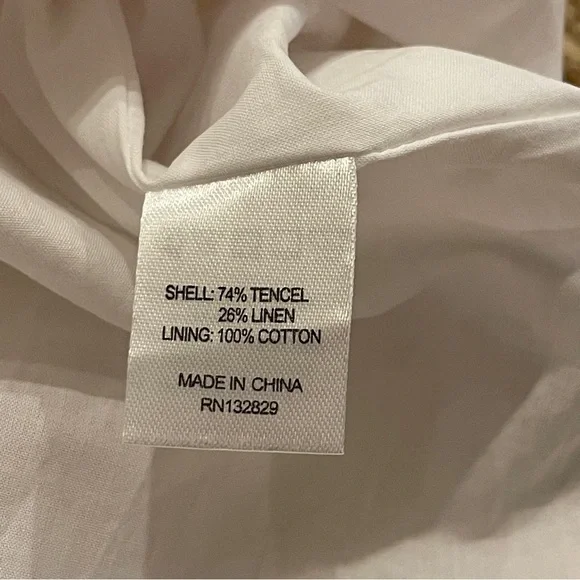 SHELL: 74% TENCEL
26% LINEN
LINING: 100% COTTON
MADE IN CHINA
RN132829